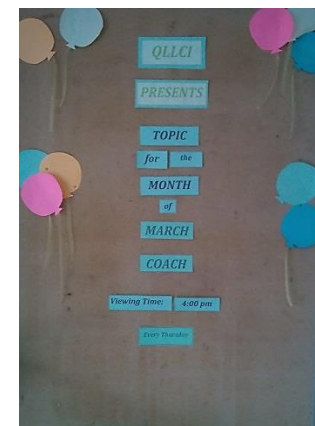 QLLCI
PRESENTS
TOPIC
for the
MONTH
of
MARCH
COACH
Viewing Time: 4:00 pm
Every Thursday